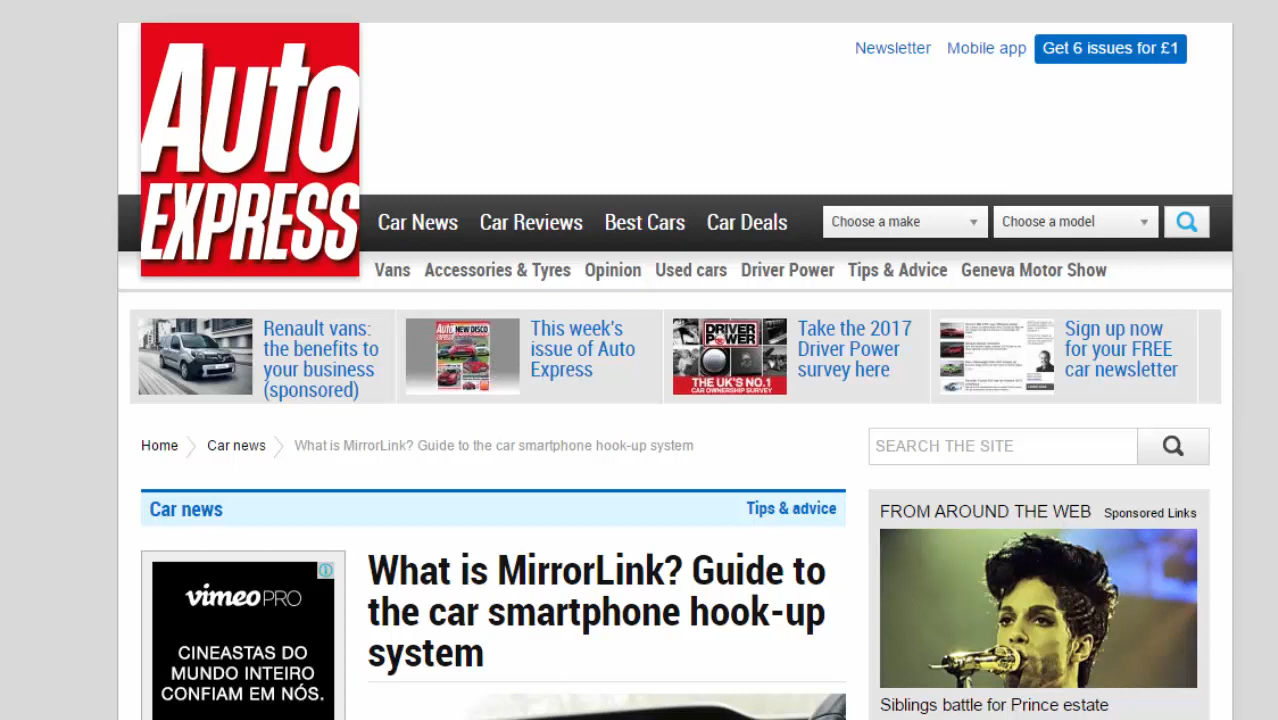 Auto
EXPRESS
Newsletter Mobile app Get 6 issues for £1
Car News Car Reviews Best Cars Car Deals Choose a make Choose a model
Vans Accessories & Tyres Opinion Used cars Driver Power Tips & Advice Geneva Motor Show
Renault vans:
the benefits to
your business
(sponsored)
Auto NEW DISCO
This week's
issue of Auto
Express
DRIVER
POWER
THE UK'S NO.1
CAR OWNERSHIP SURVEY
Take the 2017
Driver Power
survey here
Sign up now
for your FREE
car newsletter
Home Car news What is MirrorLink? Guide to the car smartphone hook-up system
SEARCH THE SITE
Car news Tips & advice
vimeo PRO
CINEASTAS DO
MUNDO INTEIRO
CONFIAM EM NÓS.
What is MirrorLink? Guide to
the car smartphone hook-up
system
FROM AROUND THE WEB Sponsored Links
Siblings battle for Prince estate